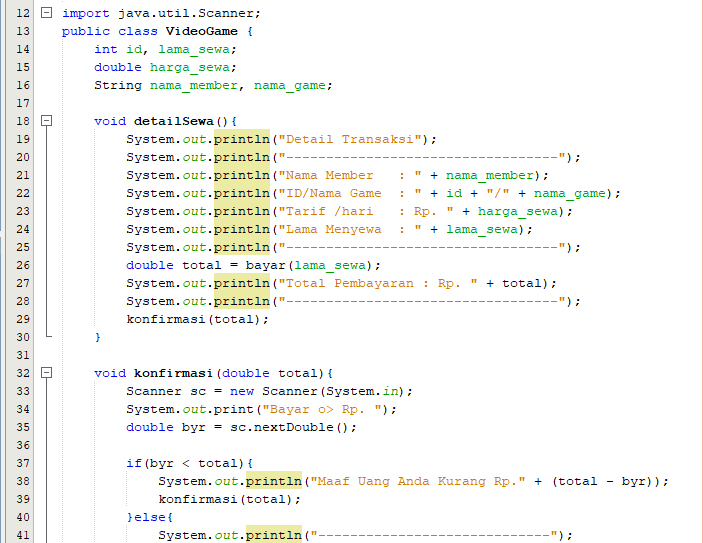 12 import java.util.Scanner;
13 public class VideoGame {
14     int id, lama_sewa;
15     double harga_sewa;
16     String nama_member, nama_game;
17
18     void detailSewa(){
19         System.out.println("Detail Transaksi");
20         System.out.println("----------------------------------");
21         System.out.println("Nama Member   : " + nama_member);
22         System.out.println("ID/Nama Game  : " + id + "/" + nama_game);
23         System.out.println("Tarif /hari   : Rp. " + harga_sewa);
24         System.out.println("Lama Menyewa  : " + lama_sewa);
25         System.out.println("----------------------------------");
26         double total = bayar(lama_sewa);
27         System.out.println("Total Pembayaran : Rp. " + total);
28         System.out.println("----------------------------------");
29         konfirmasi(total);
30     }
31
32     void konfirmasi(double total){
33         Scanner sc = new Scanner(System.in);
34         System.out.print("Bayar o> Rp. ");
35         double byr = sc.nextDouble();
36
37         if(byr < total){
38             System.out.println("Maaf Uang Anda Kurang Rp." + (total - byr));
39             konfirmasi(total);
40         }else{
41             System.out.println("-----------------------------");